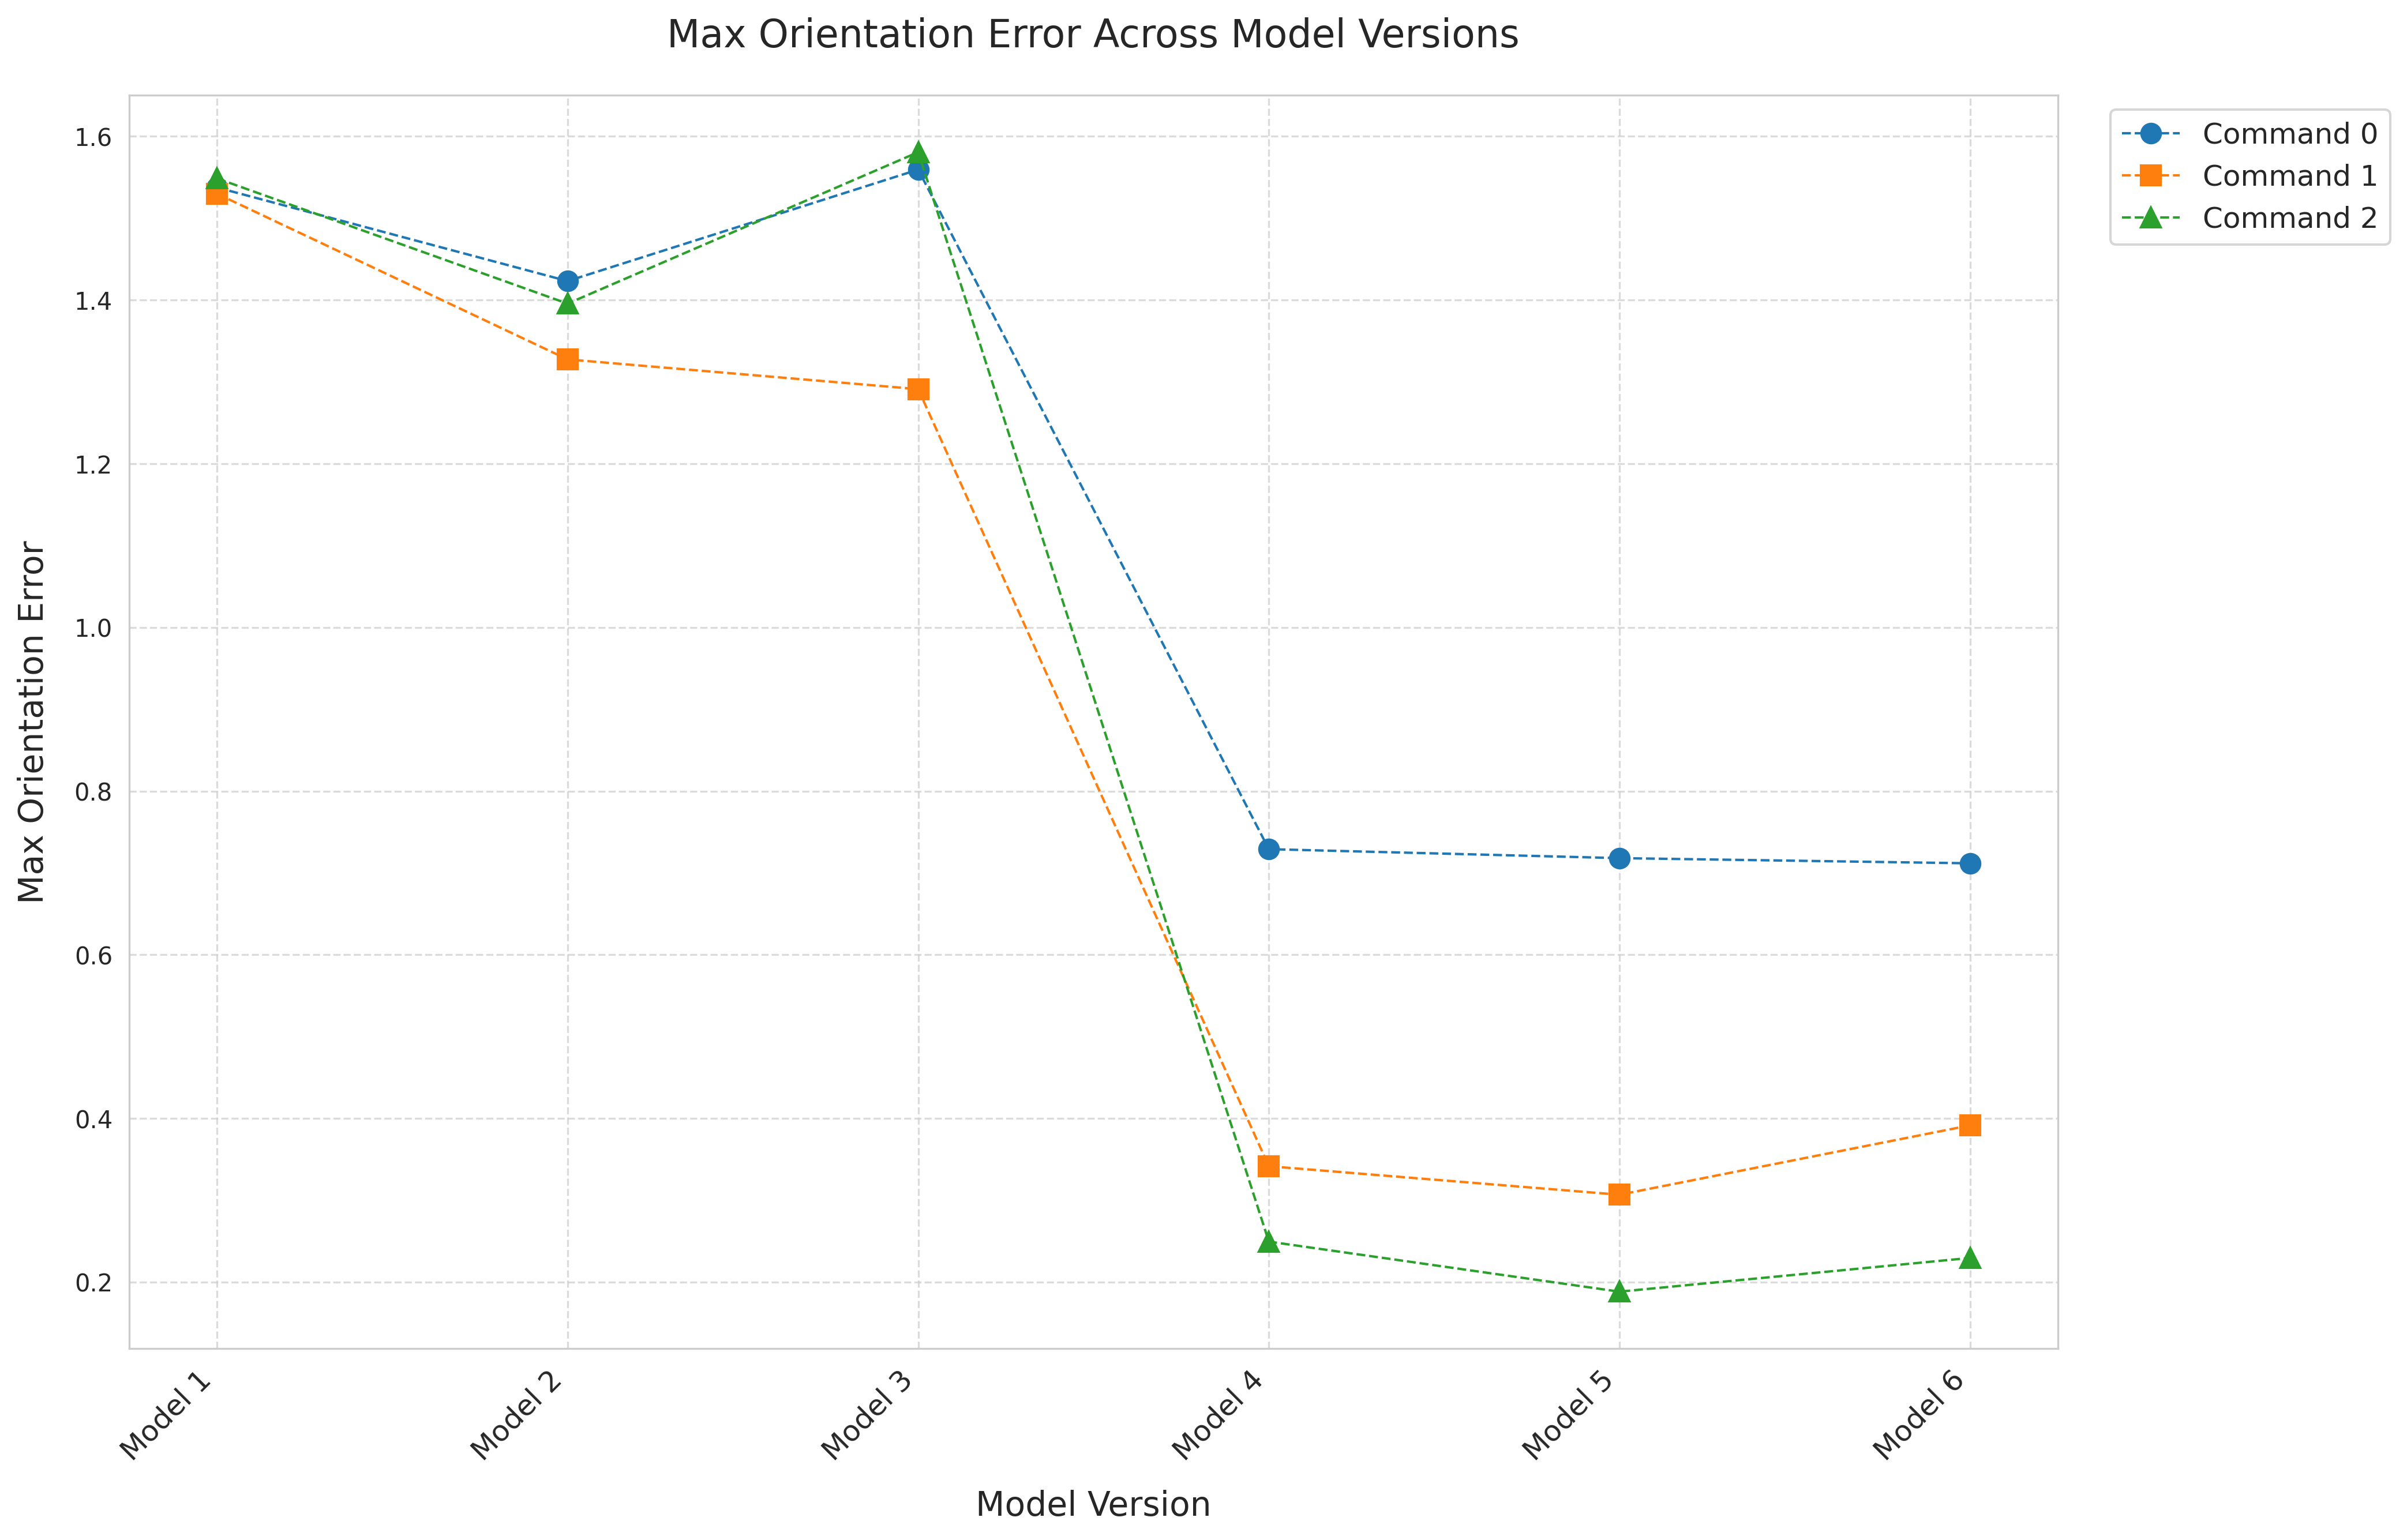 Max Orientation Error Across Model Versions
Command 0
Command 1
Command 2
Max Orientation Error
1.6
1.4
1.2
1.0
0.8
0.6
0.4
0.2
Model 1
Model 2
Model 3
Model 4
Model 5
Model 6
Model Version